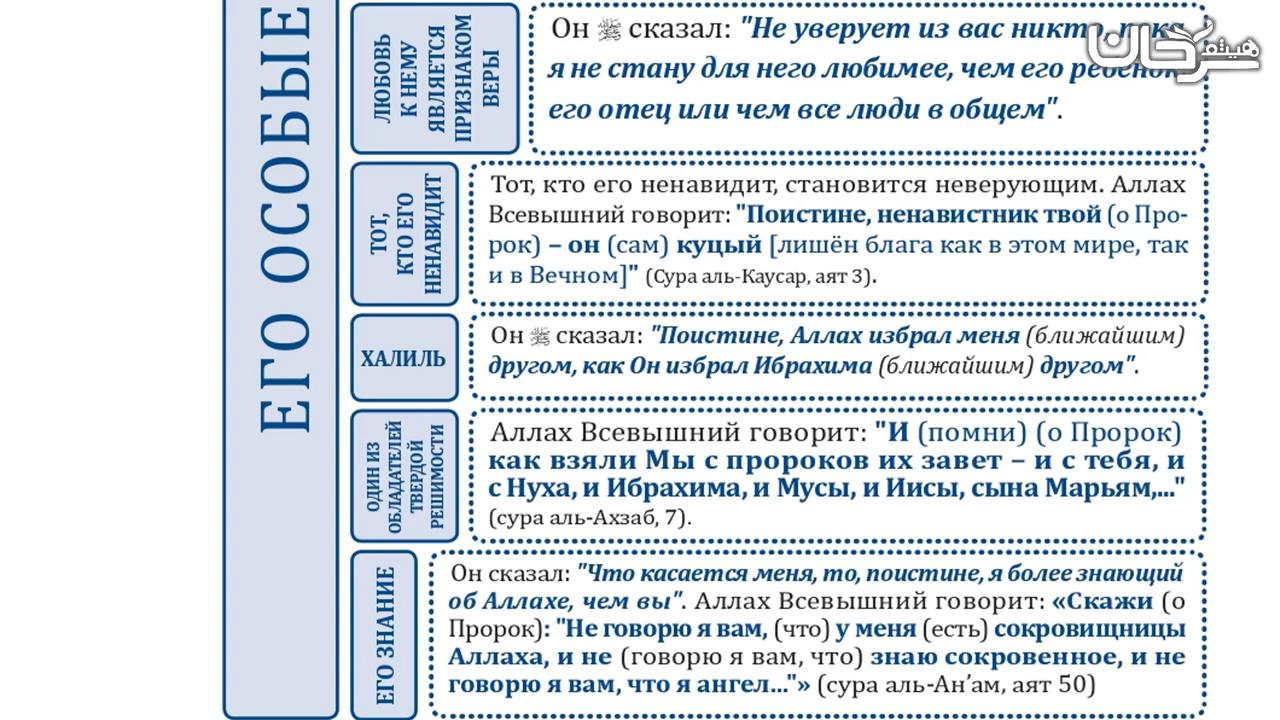 ЕГО ОСОБЫЕ
ЛЮБОВЬ
К НЕМУ
ЯВЛЯЕТСЯ
ПРИЗНАКОМ
ВЕРЫ
Он ﷺ сказал: "Не уверует из вас никто, пока
я не стану для него любимее, чем его ребенок,
его отец или чем все люди в общем".
ТОТ,
КТО ЕГО
НЕНАВИДИТ
Тот, кто его ненавидит, становится неверующим. Аллах
Всевышний говорит: "Поистине, ненавистник твой (о Про-
рок) – он (сам) куцый [лишён блага как в этом мире, так
и в Вечном]" (Сура аль-Каусар, аят 3).
ХАЛИЛЬ
Он ﷺ сказал: "Поистине, Аллах избрал меня (ближайшим)
другом, как Он избрал Ибрахима (ближайшим) другом".
ОДИН ИЗ
ОБЛАДАТЕЛЕЙ
ТВЕРДОЙ
РЕШИМОСТИ
Аллах Всевышний говорит: "И (помни) (о Пророк)
как взяли Мы с пророков их завет – и с тебя, и
с Нуха, и Ибрахима, и Мусы, и Иисы, сына Марьям,..."
(сура аль-Ахзаб, 7).
ЕГО ЗНАНИЕ
Он сказал: "Что касается меня, то, поистине, я более знающий
об Аллахе, чем вы". Аллах Всевышний говорит: «Скажи (о
Пророк): "Не говорю я вам, (что) у меня (есть) сокровищницы
Аллаха, и не (говорю я вам, что) знаю сокровенное, и не
говорю я вам, что я ангел..."» (сура аль-Ан’ам, аят 50)
هيثم
سرحان